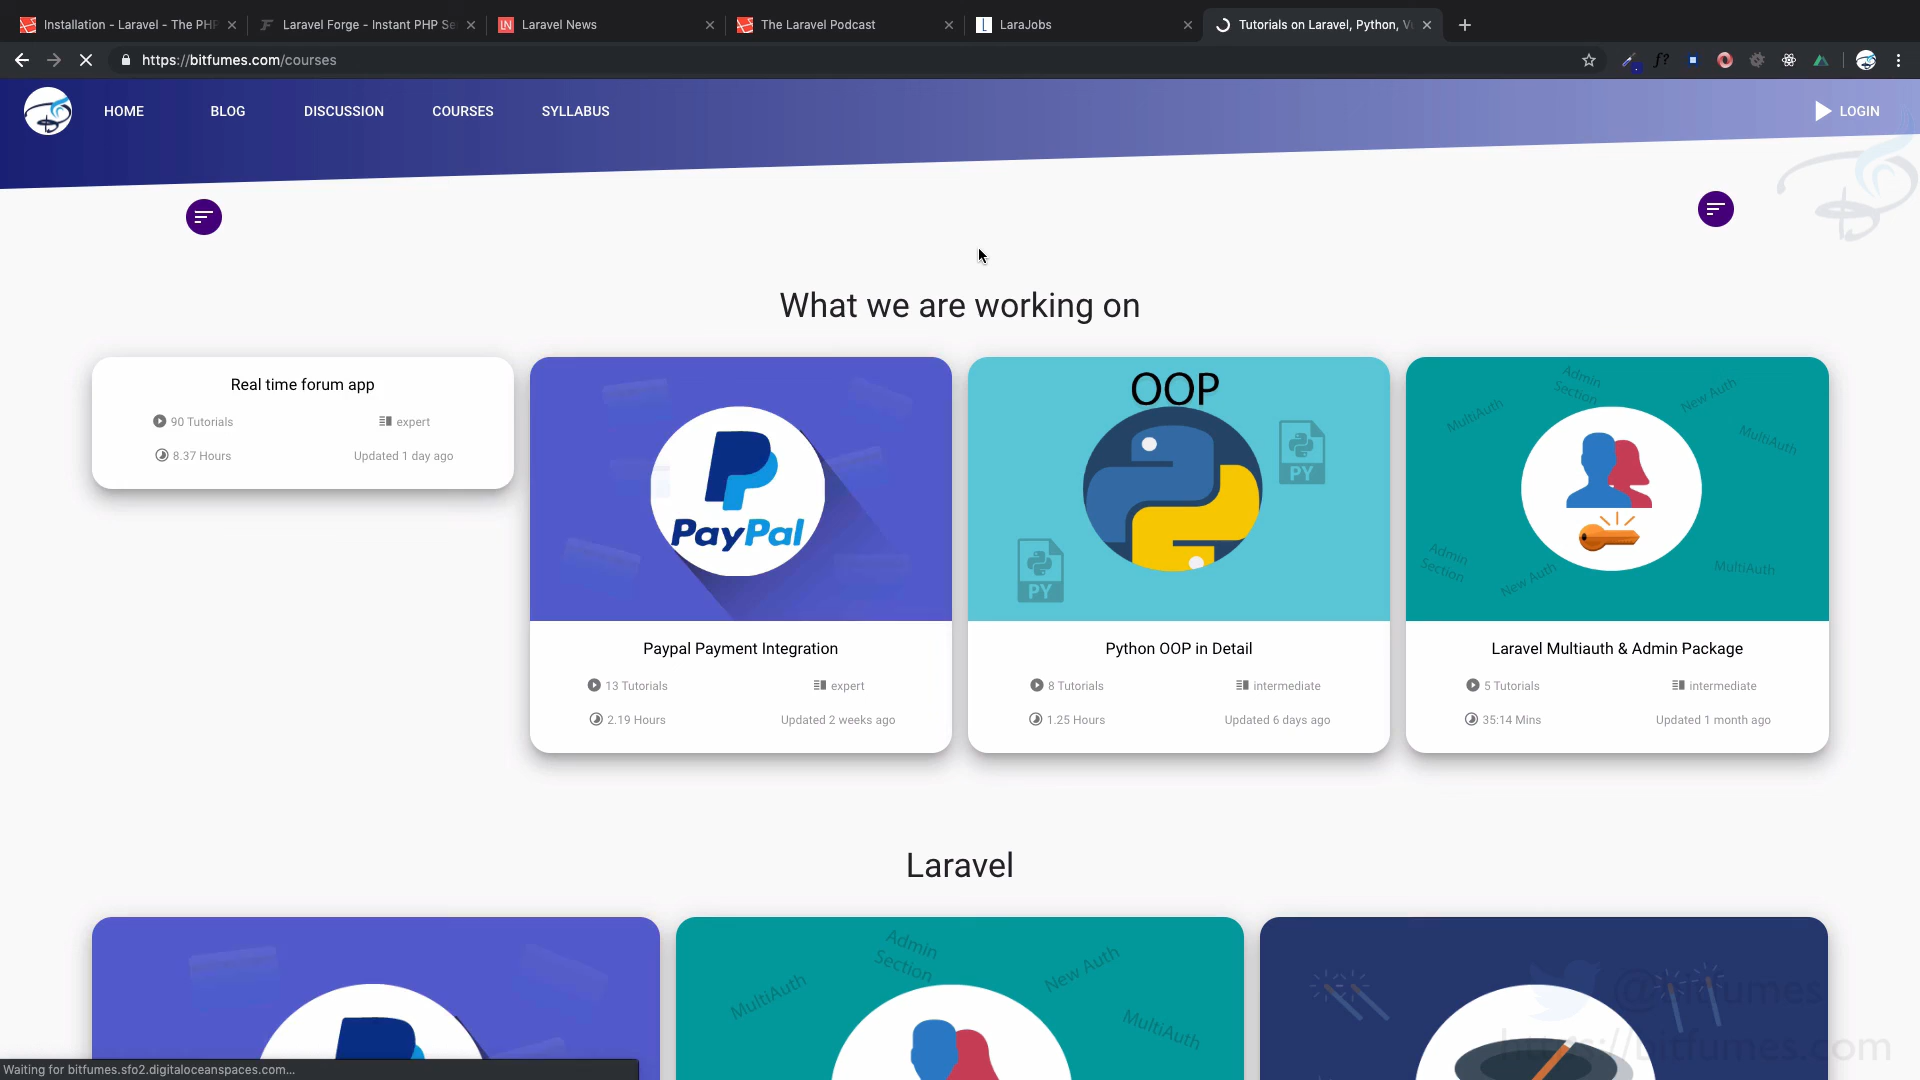 Installation - Laravel - The PHP
Laravel Forge - Instant PHP Se
Laravel News
The Laravel Podcast
LaraJobs
Tutorials on Laravel, Python, Vu
https://bitfumes.com/courses
HOME
BLOG
DISCUSSION
COURSES
SYLLABUS
LOGIN
What we are working on
Real time forum app
90 Tutorials
expert
8.37 Hours
Updated 1 day ago
PayPal
Paypal Payment Integration
13 Tutorials
expert
2.19 Hours
Updated 2 weeks ago
OOP
PY
PY
Python OOP in Detail
8 Tutorials
intermediate
1.25 Hours
Updated 6 days ago
Admin
Section
New Auth
MultiAuth
MultiAuth
Admin
Section
New Auth
MultiAuth
Laravel Multiauth & Admin Package
5 Tutorials
intermediate
35:14 Mins
Updated 1 month ago
Laravel
Admin
Section
New Auth
MultiAuth
MultiAuth
@bitfumes
https://bitfumes.com
Waiting for bitfumes.sfo2.digitaloceanspaces.com...